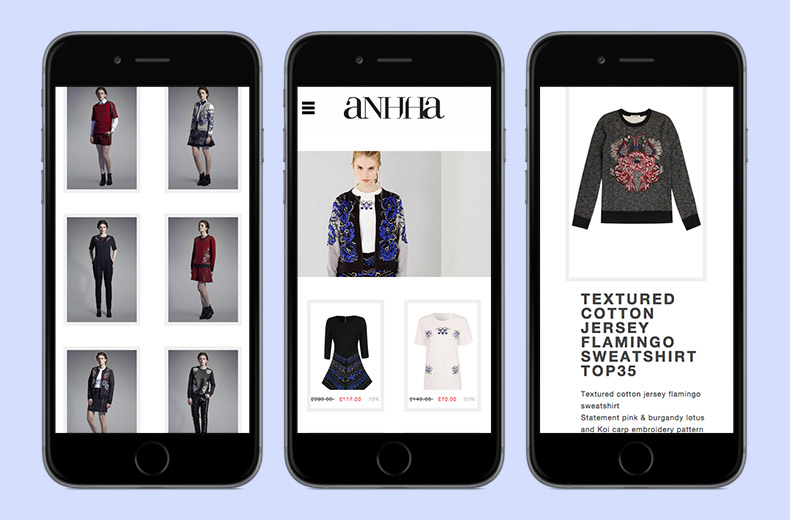 aNHHa
£390.00 £117.00 70%
£140.00 £70.00
TEXTURED
COTTON
JERSEY
FLAMINGO
SWEATSHIRT
TOP35
Textured cotton jersey flamingo
sweatshirt
Statement pink & burgandy lotus
and Koi carp embroidery pattern